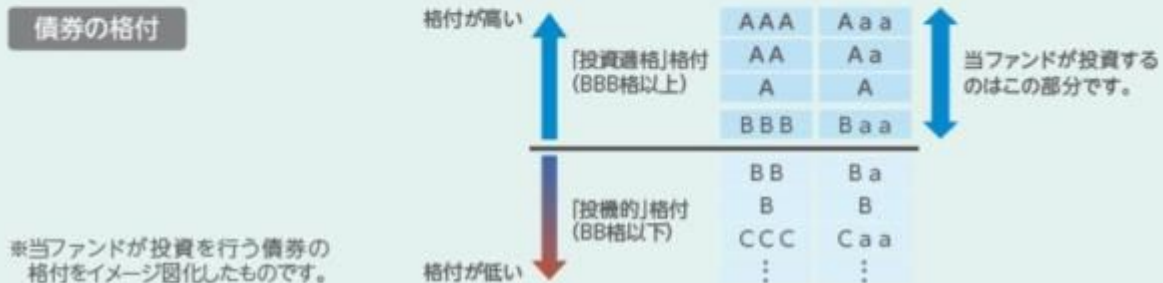 債券の格付
格付が高い
「投資適格」格付
(BBB格以上)
AAA Aaa
AA Aa
A A
BBB Baa
当ファンドが投資する
のはこの部分です。
「投機的」格付
(BB格以下)
BB Ba
B B
CCC Caa
⋮ ⋮
格付が低い
※当ファンドが投資を行う債券の
格付をイメージ図化したものです。